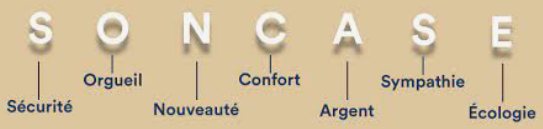 S O N C A S E
Orgueil Confort Sympathie
Sécurité Nouveauté Argent Écologie